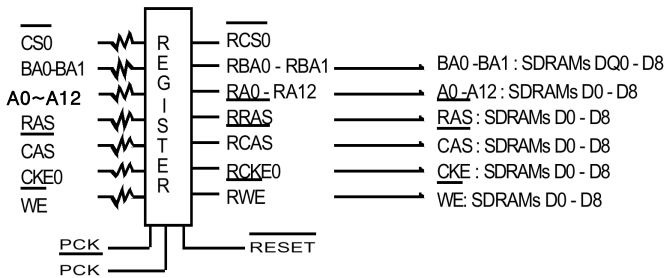 CS0 RCS0
BA0-BA1 RBA0 - RBA1 BA0 -BA1 : SDRAMs DQ0 - D8
A0~A12 RA0 - RA12 A0 -A12 : SDRAMs D0 - D8
RAS RRAS RAS : SDRAMs D0 - D8
CAS RCAS CAS : SDRAMs D0 - D8
CKE0 RCKE0 CKE : SDRAMs D0 - D8
WE RWE WE: SDRAMs D0 - D8
REGISTER
PCK RESET
PCK